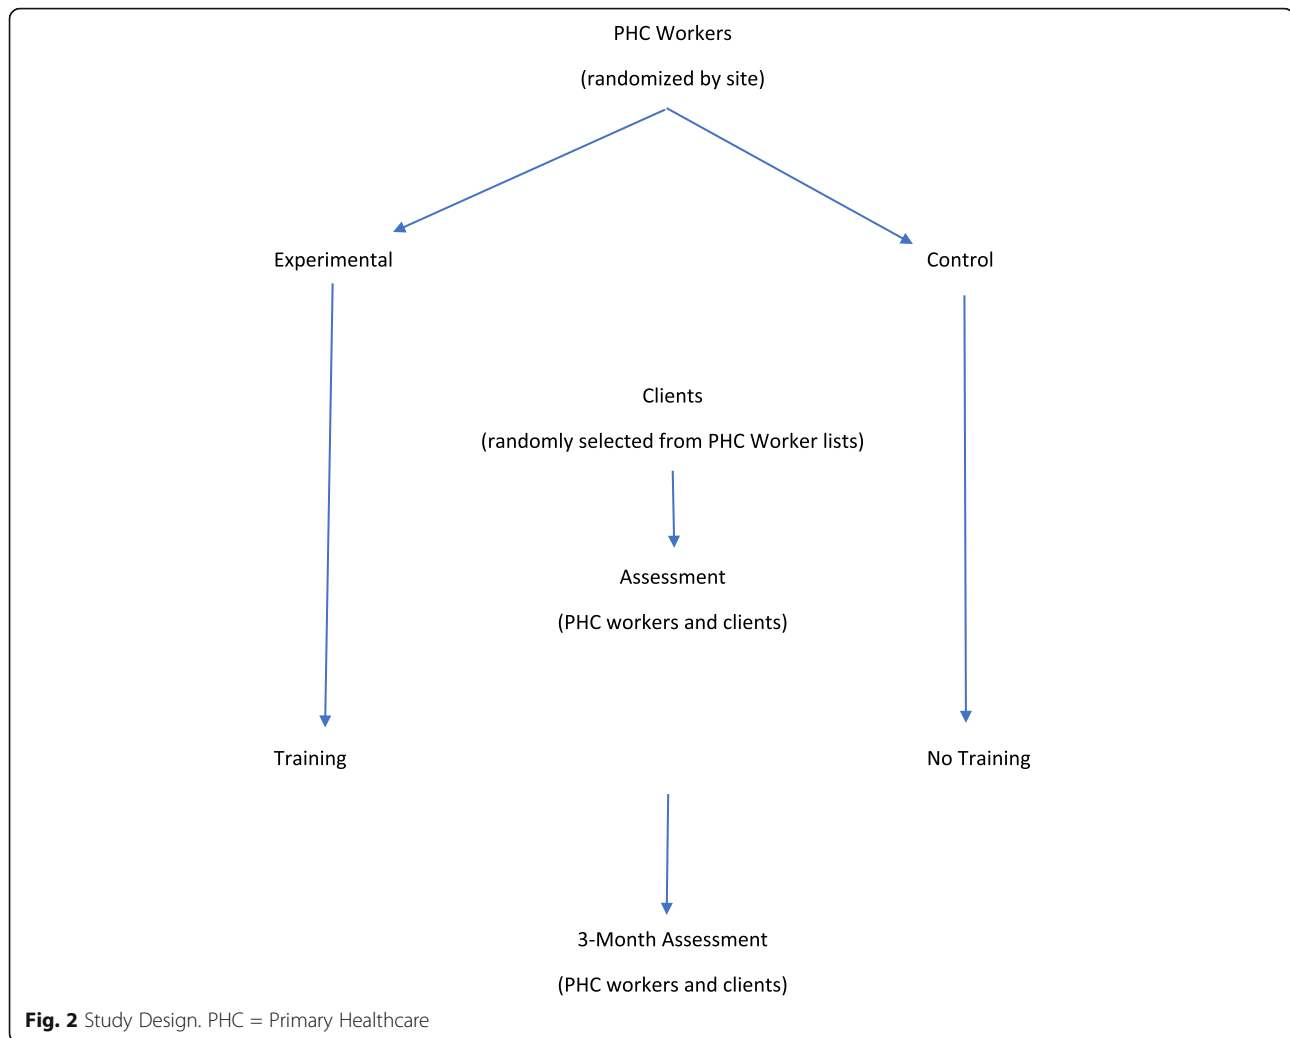 PHC Workers
(randomized by site)
Experimental
Control
Clients
(randomly selected from PHC Worker lists)
Assessment
(PHC workers and clients)
Training
No Training
3-Month Assessment
(PHC workers and clients)
Fig. 2 Study Design. PHC = Primary Healthcare